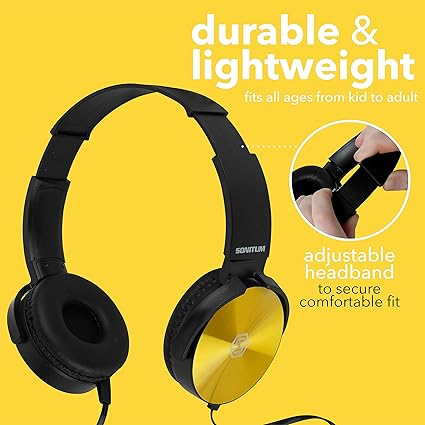 durable &
lightweight
fits all ages from kid to adult
SONITUM
adjustable
headband
to secure
comfortable fit